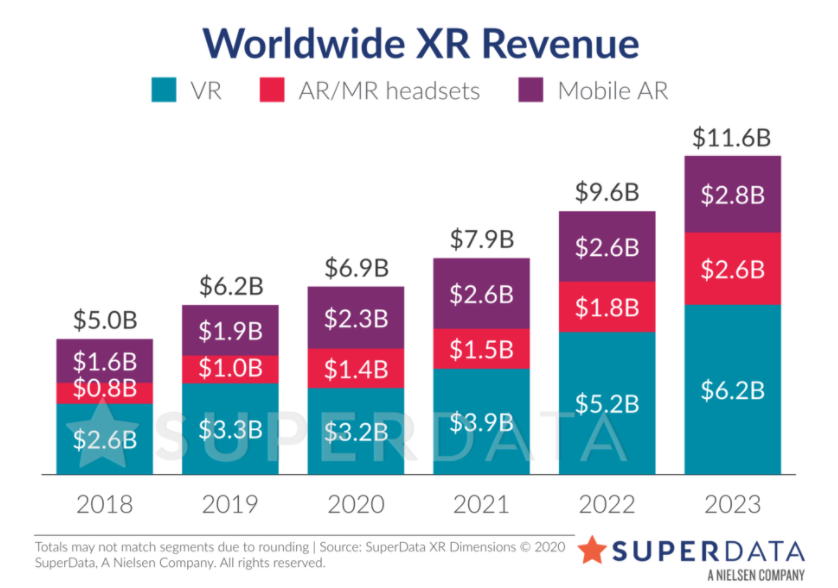 Worldwide XR Revenue
VR AR/MR headsets Mobile AR
$11.6B
$9.6B
$2.8B
$7.9B
$2.6B
$6.9B
$2.6B
$6.2B
$2.6B
$5.0B
$2.3B
$1.8B
$1.9B
$1.5B
$1.6B
$1.0B
$1.4B
$0.8B
$6.2B
$5.2B
$3.9B
$3.2B
$3.3B
$2.6B
SUPERDATA
2018 2019 2020 2021 2022 2023
Totals may not match segments due to rounding | Source: SuperData XR Dimensions © 2020
SuperData, A Nielsen Company. All rights reserved.
SUPERDATA
A NIELSEN COMPANY